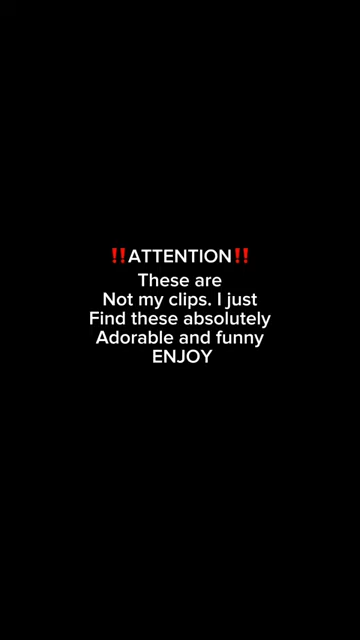 ‼️ATTENTION‼️
These are
Not my clips. I just
Find these absolutely
Adorable and funny
ENJOY